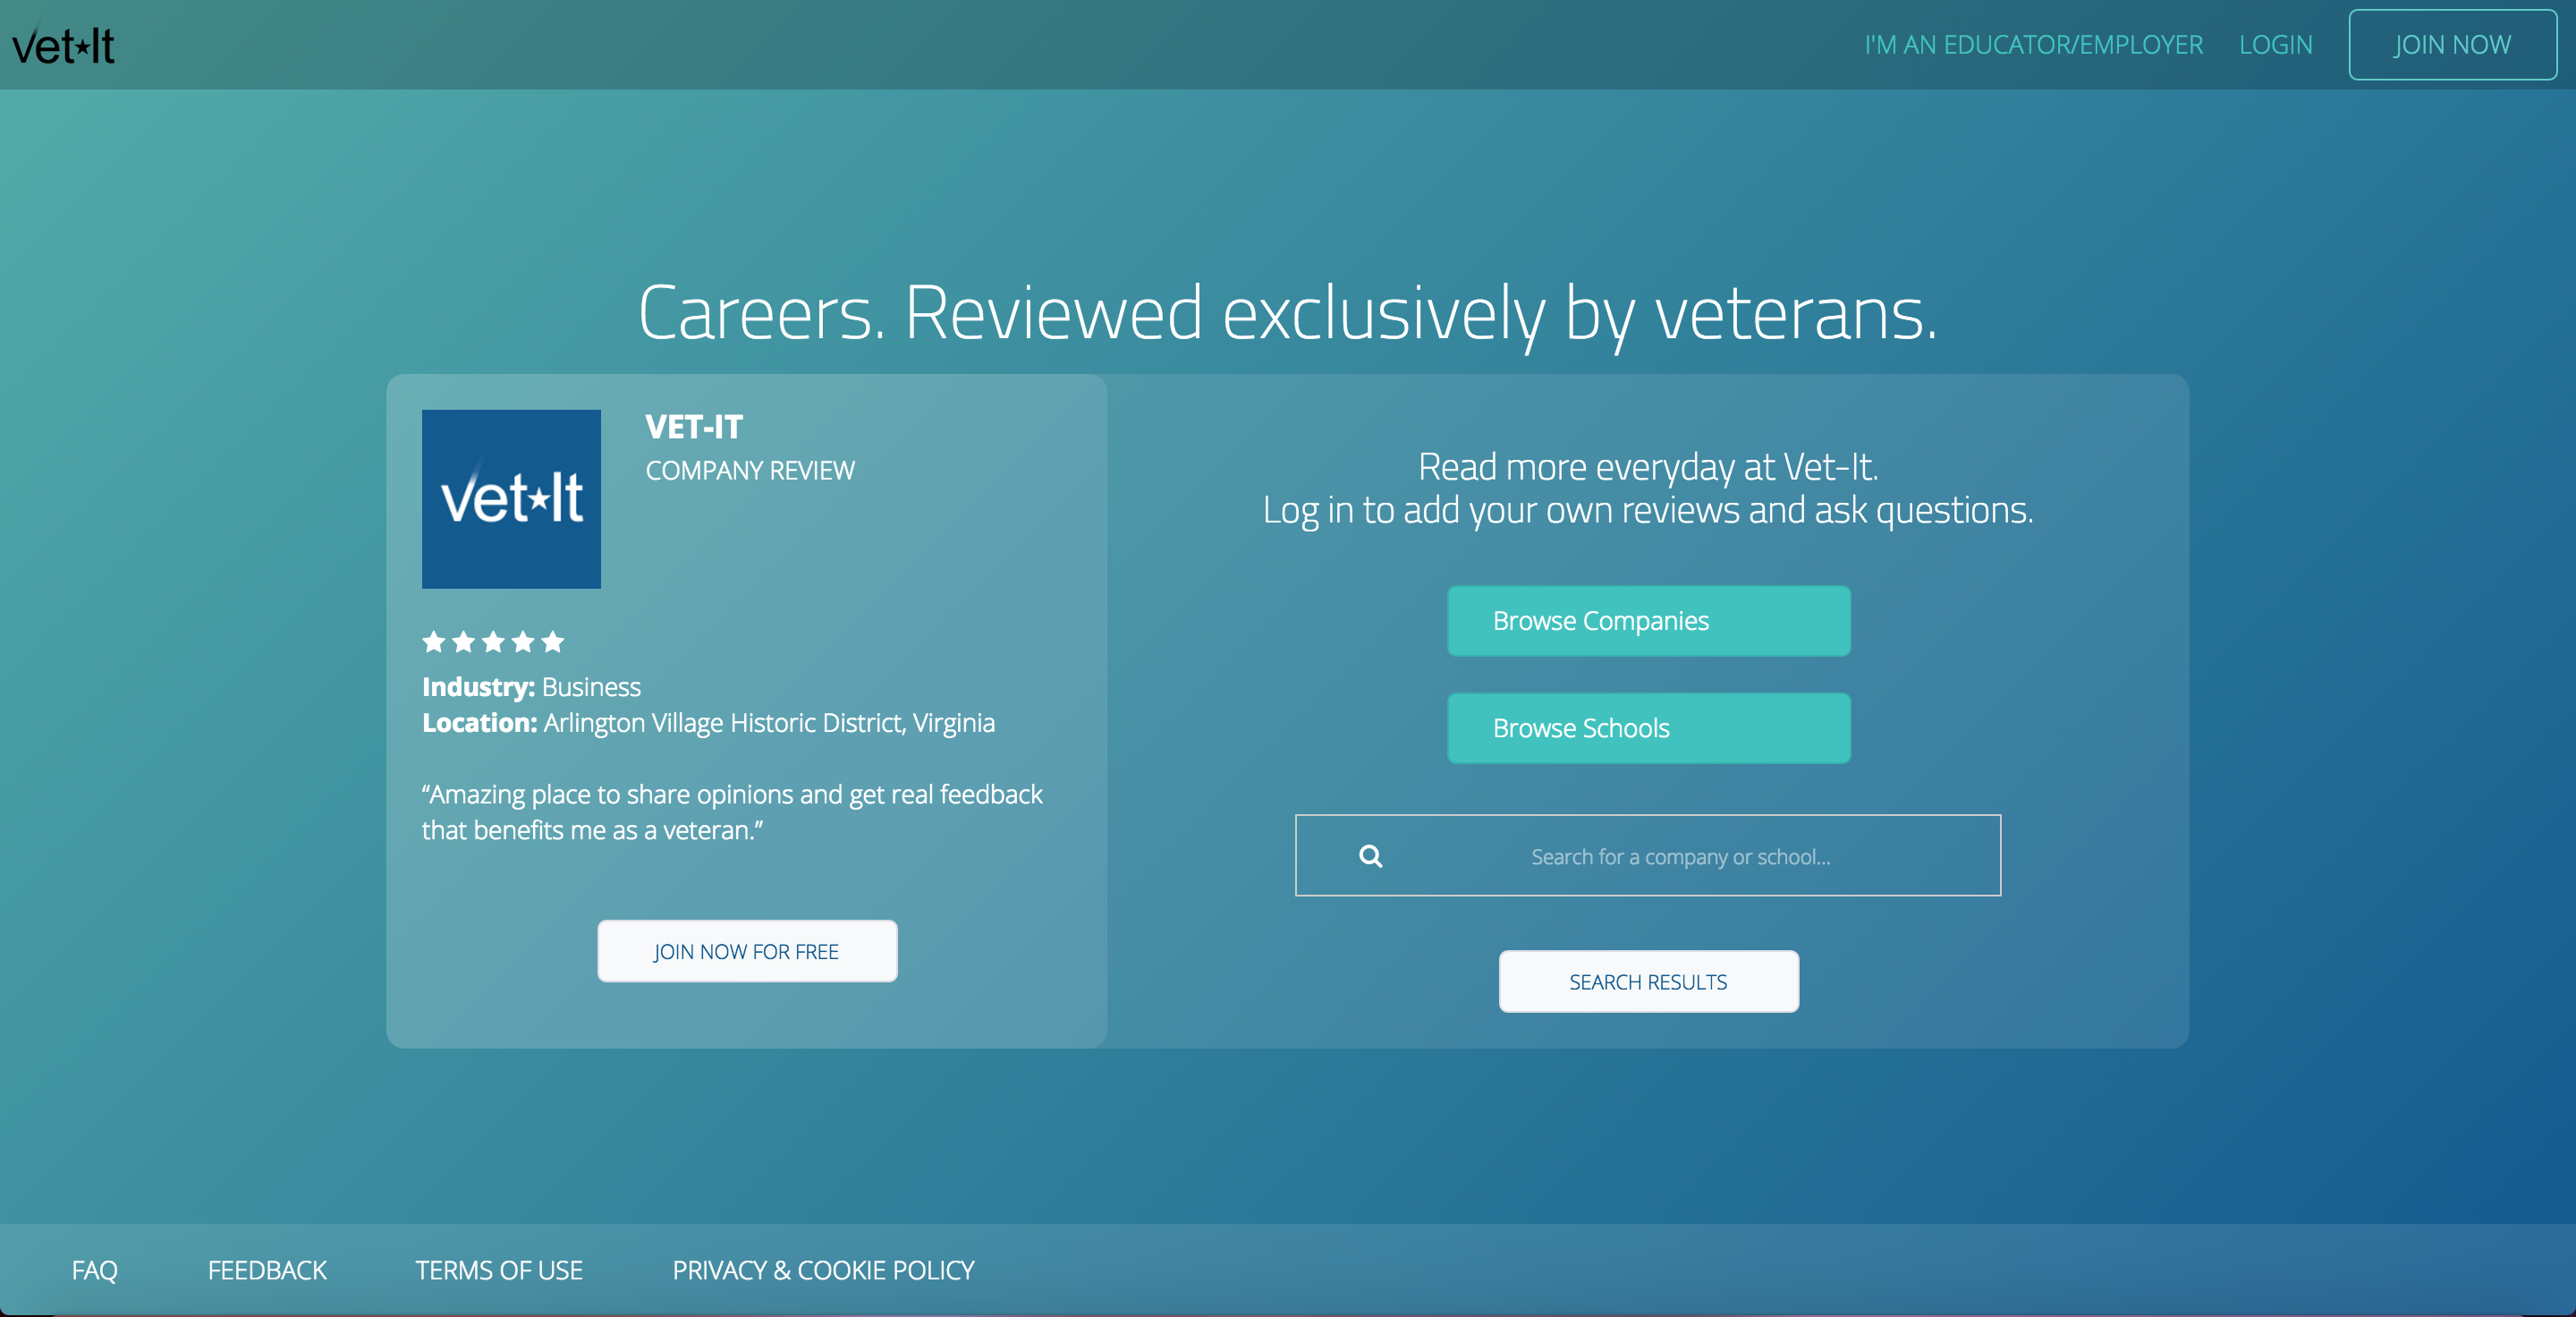 vet★It
I'M AN EDUCATOR/EMPLOYER
LOGIN
JOIN NOW
Careers. Reviewed exclusively by veterans.
vet★It
VET-IT
COMPANY REVIEW
Industry: Business
Location: Arlington Village Historic District, Virginia
“Amazing place to share opinions and get real feedback
that benefits me as a veteran.”
JOIN NOW FOR FREE
Read more everyday at Vet-It.
Log in to add your own reviews and ask questions.
Browse Companies
Browse Schools
Search for a company or school...
SEARCH RESULTS
FAQ
FEEDBACK
TERMS OF USE
PRIVACY & COOKIE POLICY